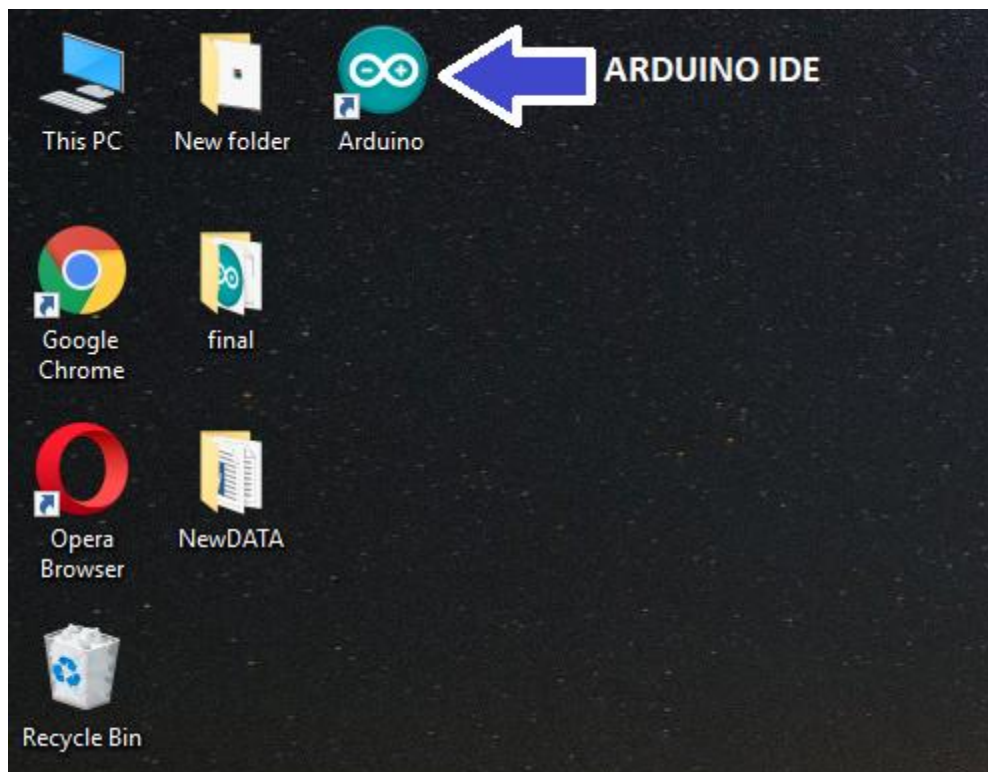 This PC
New folder
Arduino
ARDUINO IDE
Google
Chrome
final
Opera
Browser
NewDATA
Recycle Bin